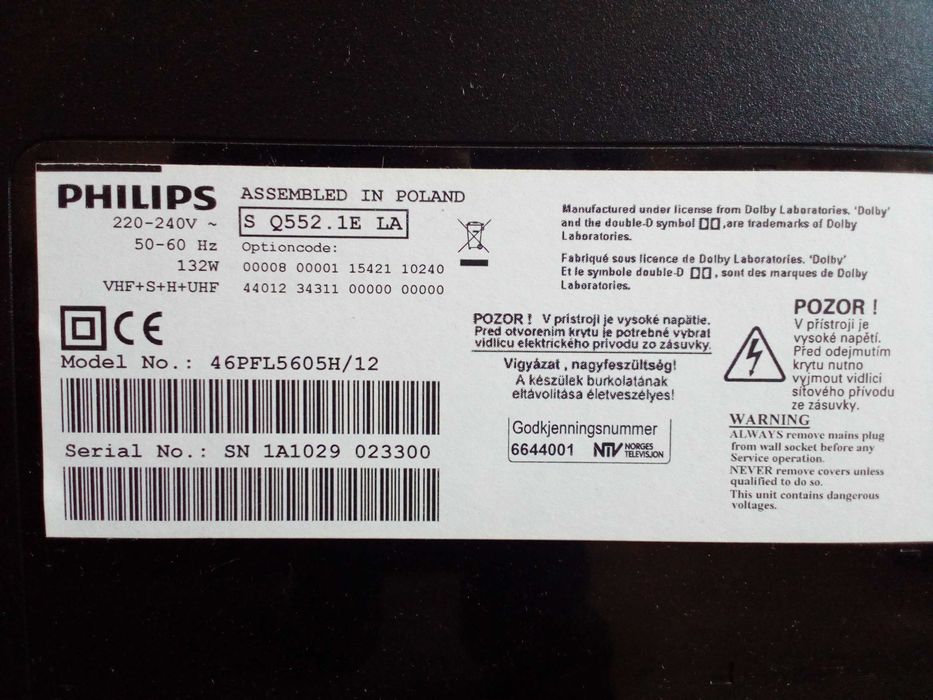 PHILIPS
220-240V ~
50-60 Hz
132W
VHF+S+H+UHF
ASSEMBLED IN POLAND
S Q552.1E LA
Optioncode:
00008 00001 15421 10240
44012 34311 00000 00000
CE
Model No.: 46PFL5605H/12
Serial No.: SN 1A1029 023300
Manufactured under license from Dolby Laboratories. 'Dolby'
and the double-D symbol ,are trademarks of Dolby
Laboratories.
Fabriqué sous licence de Dolby Laboratories. 'Dolby'
Et le symbole double-D , sont des marques de Dolby
Laboratories.
POZOR ! V prístroji je vysoké napätie.
Pred otvorením krytu je potrebné vybrať
vidlicu elektrického prívodu zo zásuvky.
Vigyázat , nagyfeszültség!
A készülek burkolatának
eltávolítása életveszélyes!
Godkjenningsnummer
6644001 NTV NORGES
TELEVISJON
POZOR !
V přístroji je
vysoké napětí.
Před odejmutím
krytu nutno
vyjmout vidlici
síťového přívodu
ze zásuvky.
WARNING
ALWAYS remove mains plug
from wall socket before any
Service operation.
NEVER remove covers unless
qualified to do so.
This unit contains dangerous
voltages.